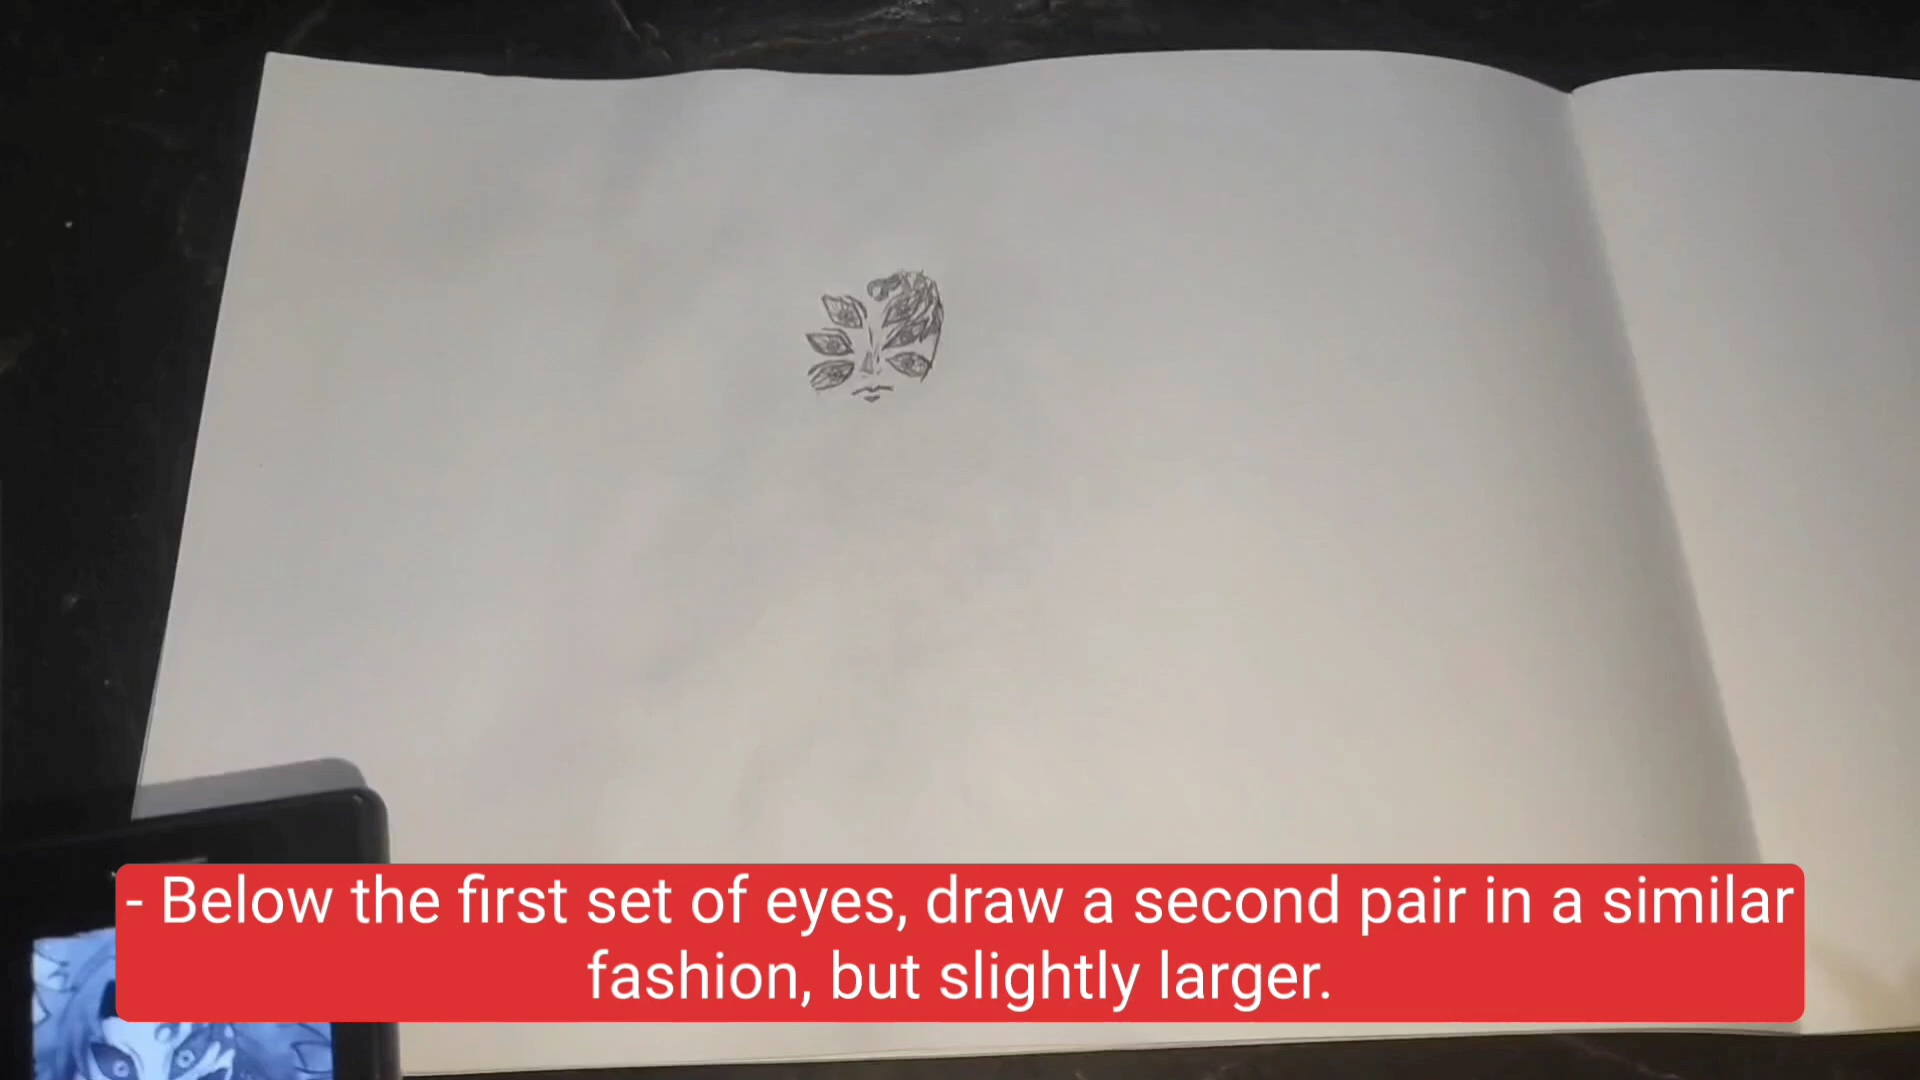 - Below the first set of eyes, draw a second pair in a similar
fashion, but slightly larger.